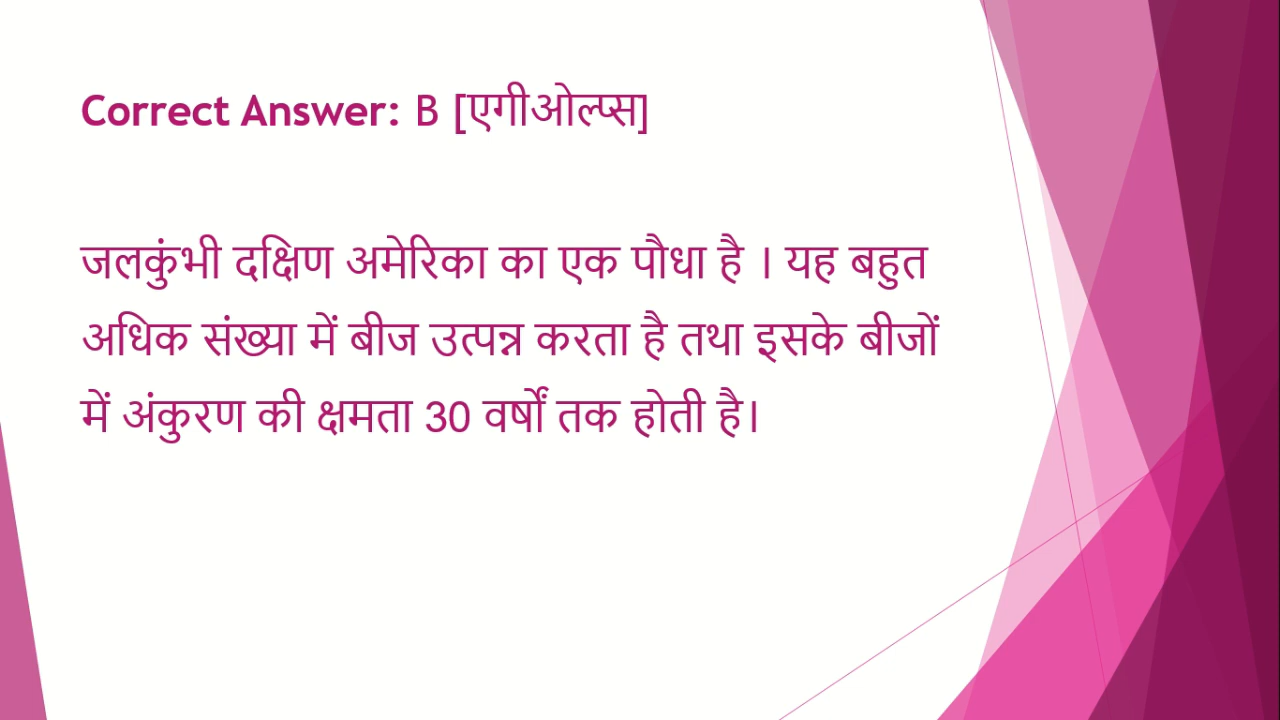 Correct Answer: B [एगीओल्प्स]
जलकुंभी दक्षिण अमेरिका का एक पौधा है । यह बहुत
अधिक संख्या में बीज उत्पन्न करता है तथा इसके बीजों
में अंकुरण की क्षमता 30 वर्षों तक होती है।